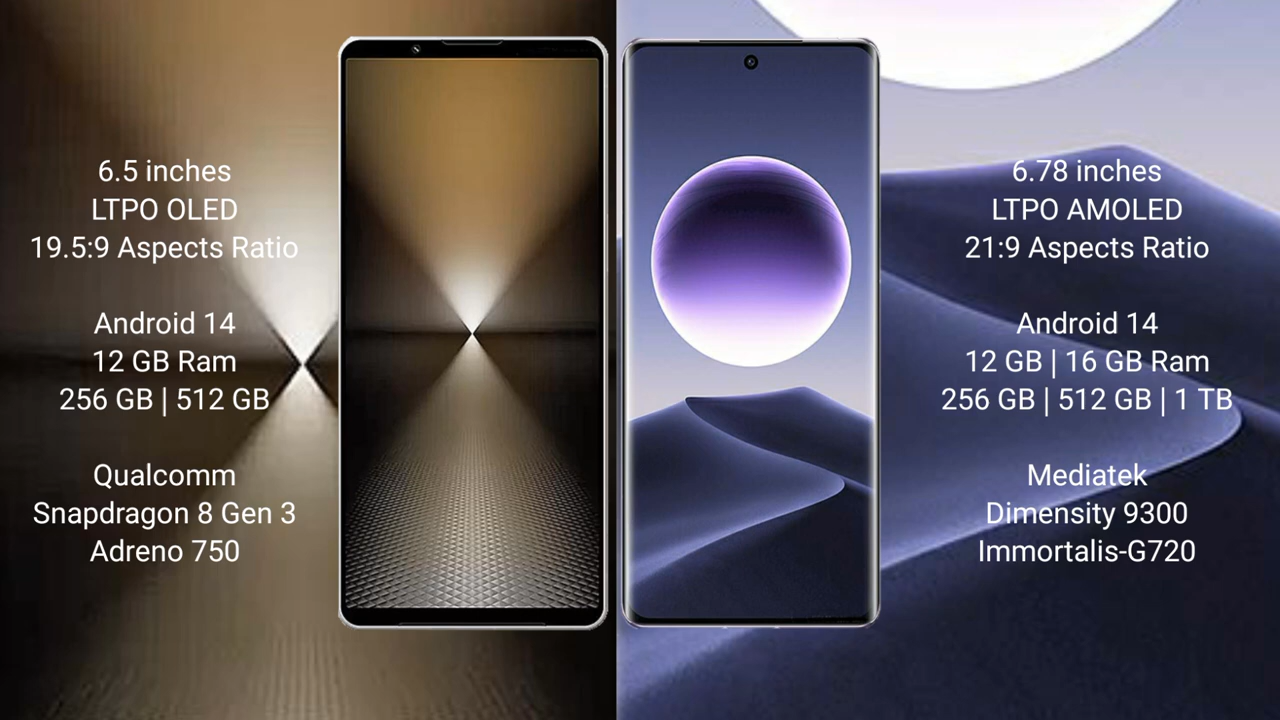 6.5 inches
LTPO OLED
19.5:9 Aspects Ratio
Android 14
12 GB Ram
256 GB | 512 GB
Qualcomm
Snapdragon 8 Gen 3
Adreno 750
6.78 inches
LTPO AMOLED
21:9 Aspects Ratio
Android 14
12 GB | 16 GB Ram
256 GB | 512 GB | 1 TB
Mediatek
Dimensity 9300
Immortalis-G720